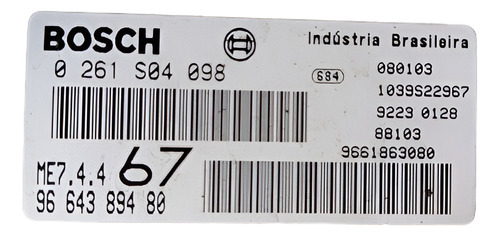 BOSCH
Indústria Brasileira
0 261 S04 098
684
080103
1039S22967
9223 0128
88103
9661863080
ME7.4.4 67
96 643 894 80